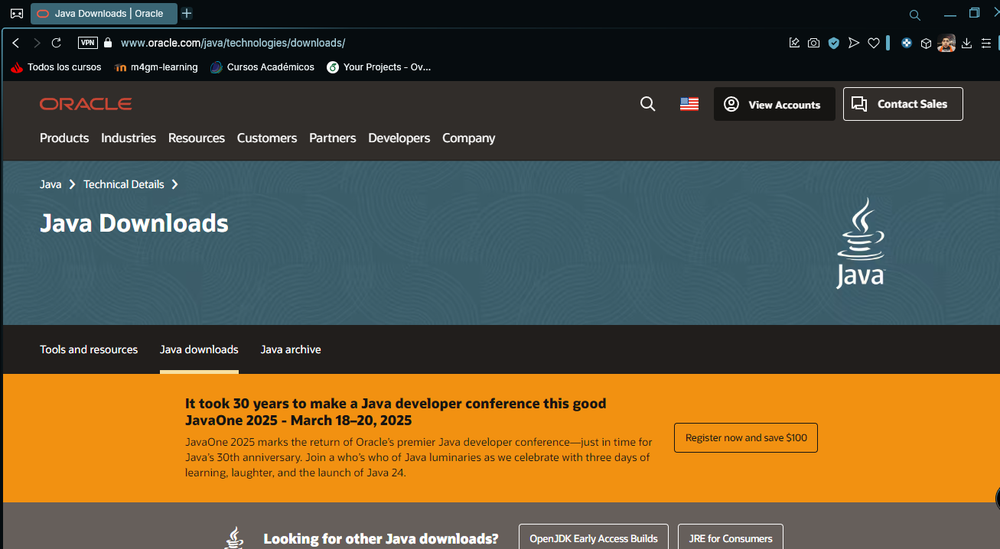 Java Downloads | Oracle
VPN
www.oracle.com/java/technologies/downloads/
Todos los cursos
m4gm-learning
Cursos Académicos
Your Projects - Ov...
ORACLE
View Accounts
Contact Sales
Products Industries Resources Customers Partners Developers Company
Java Technical Details
Java Downloads
Java
Tools and resources Java downloads Java archive
It took 30 years to make a Java developer conference this good
JavaOne 2025 - March 18–20, 2025
JavaOne 2025 marks the return of Oracle's premier Java developer conference—just in time for
Java's 30th anniversary. Join a who's who of Java luminaries as we celebrate with three days of
learning, laughter, and the launch of Java 24.
Register now and save $100
Looking for other Java downloads?
OpenJDK Early Access Builds
JRE for Consumers